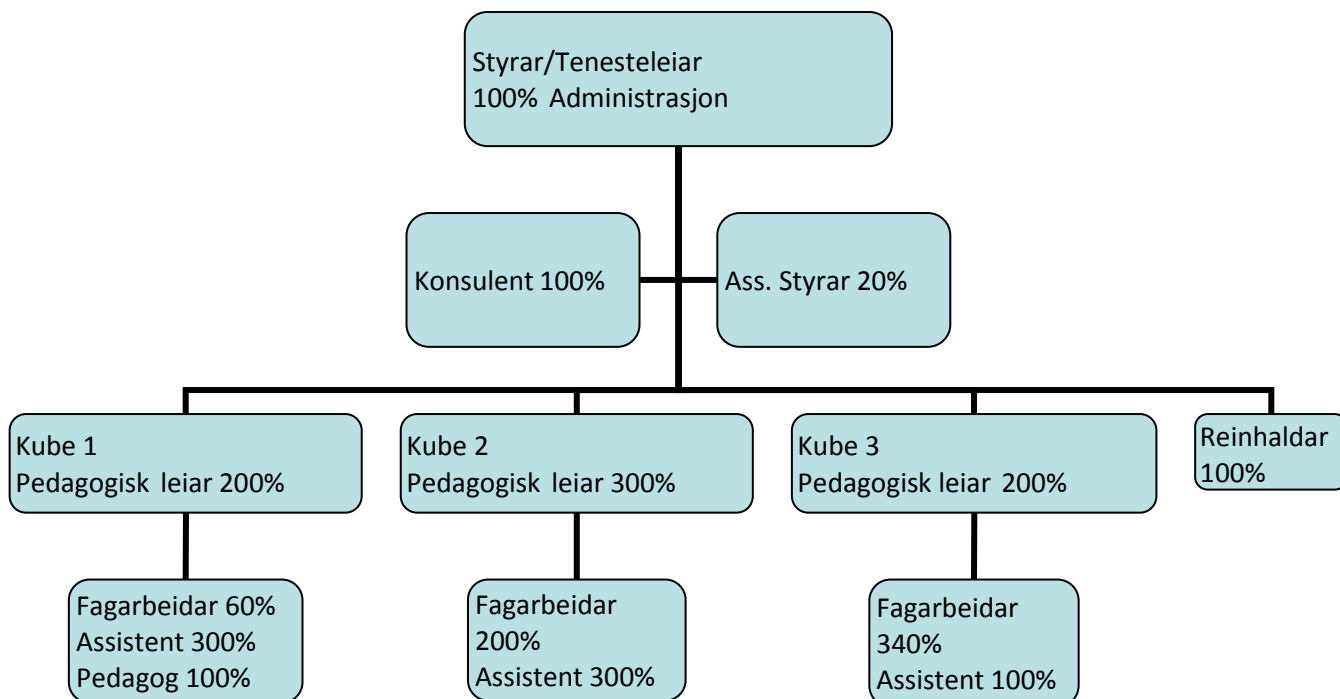 Styrar/Tenesteleiar
100% Administrasjon
Konsulent 100%
Ass. Styrar 20%
Kube 1
Pedagogisk leiar 200%
Kube 2
Pedagogisk leiar 300%
Kube 3
Pedagogisk leiar 200%
Reinhaldar
100%
Fagarbeidar 60%
Assistent 300%
Pedagog 100%
Fagarbeidar
200%
Assistent 300%
Fagarbeidar
340%
Assistent 100%